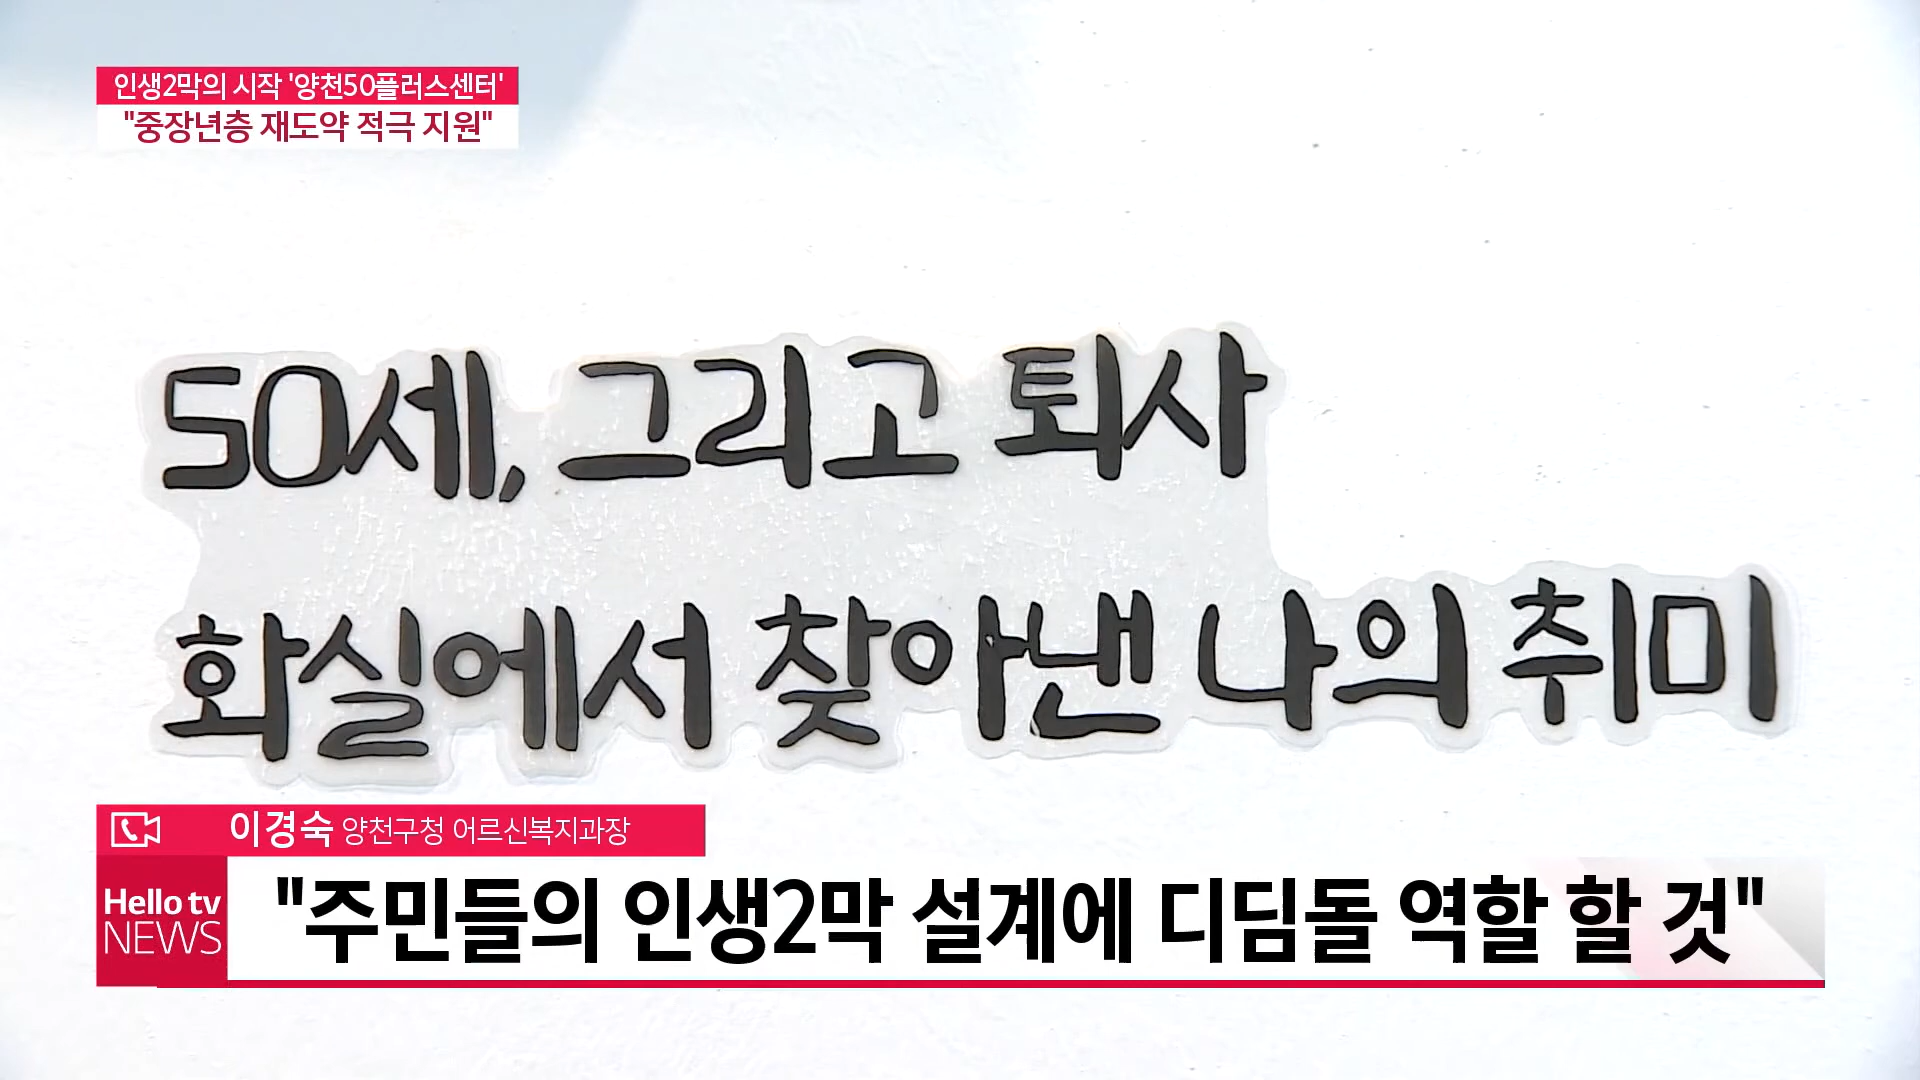 인생2막의 시작 '양천50플러스센터'
"중장년층 재도약 적극 지원"
50세, 그리고 퇴사
화실에서 찾아낸 나의 취미
이경숙 양천구청 어르신복지과장
Hello tv
NEWS
"주민들의 인생2막 설계에 디딤돌 역할 할 것"